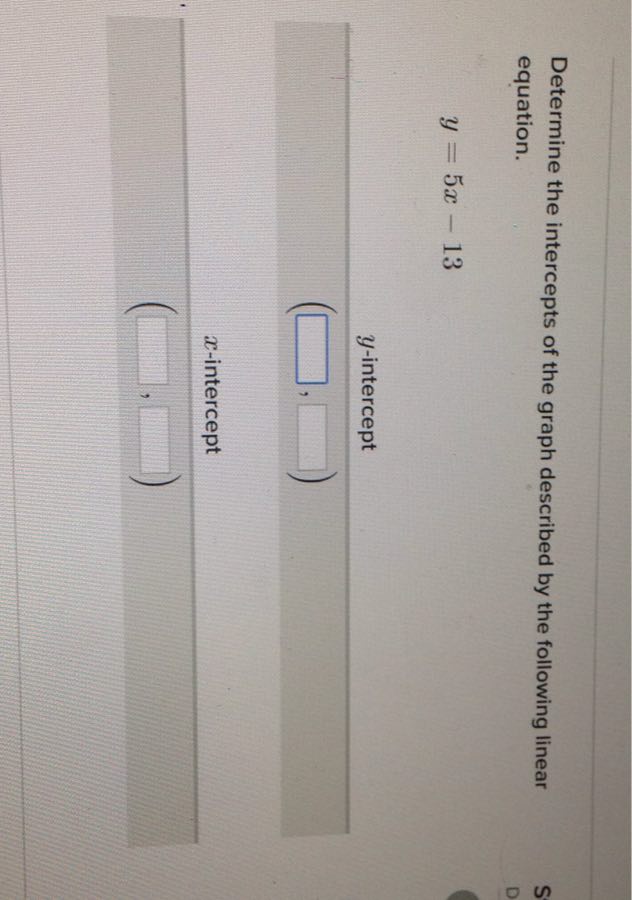 Determine the intercepts of the graph described by the following linear
equation.
y = 5x − 13
y-intercept
( , )
x-intercept
( , )